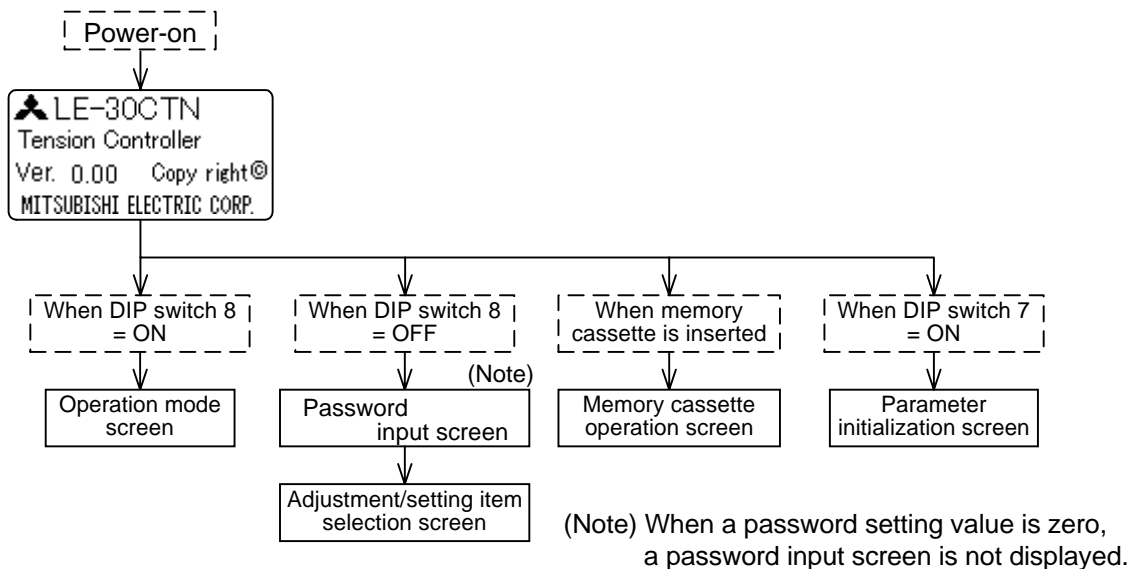 Power-on
LE-30CTN
Tension Controller
Ver. 0.00 Copy right©
MITSUBISHI ELECTRIC CORP.
When DIP switch 8
= ON
When DIP switch 8
= OFF
When memory
cassette is inserted
When DIP switch 7
= ON
(Note)
Operation mode
screen
Password
input screen
Memory cassette
operation screen
Parameter
initialization screen
Adjustment/setting item
selection screen
(Note) When a password setting value is zero,
a password input screen is not displayed.